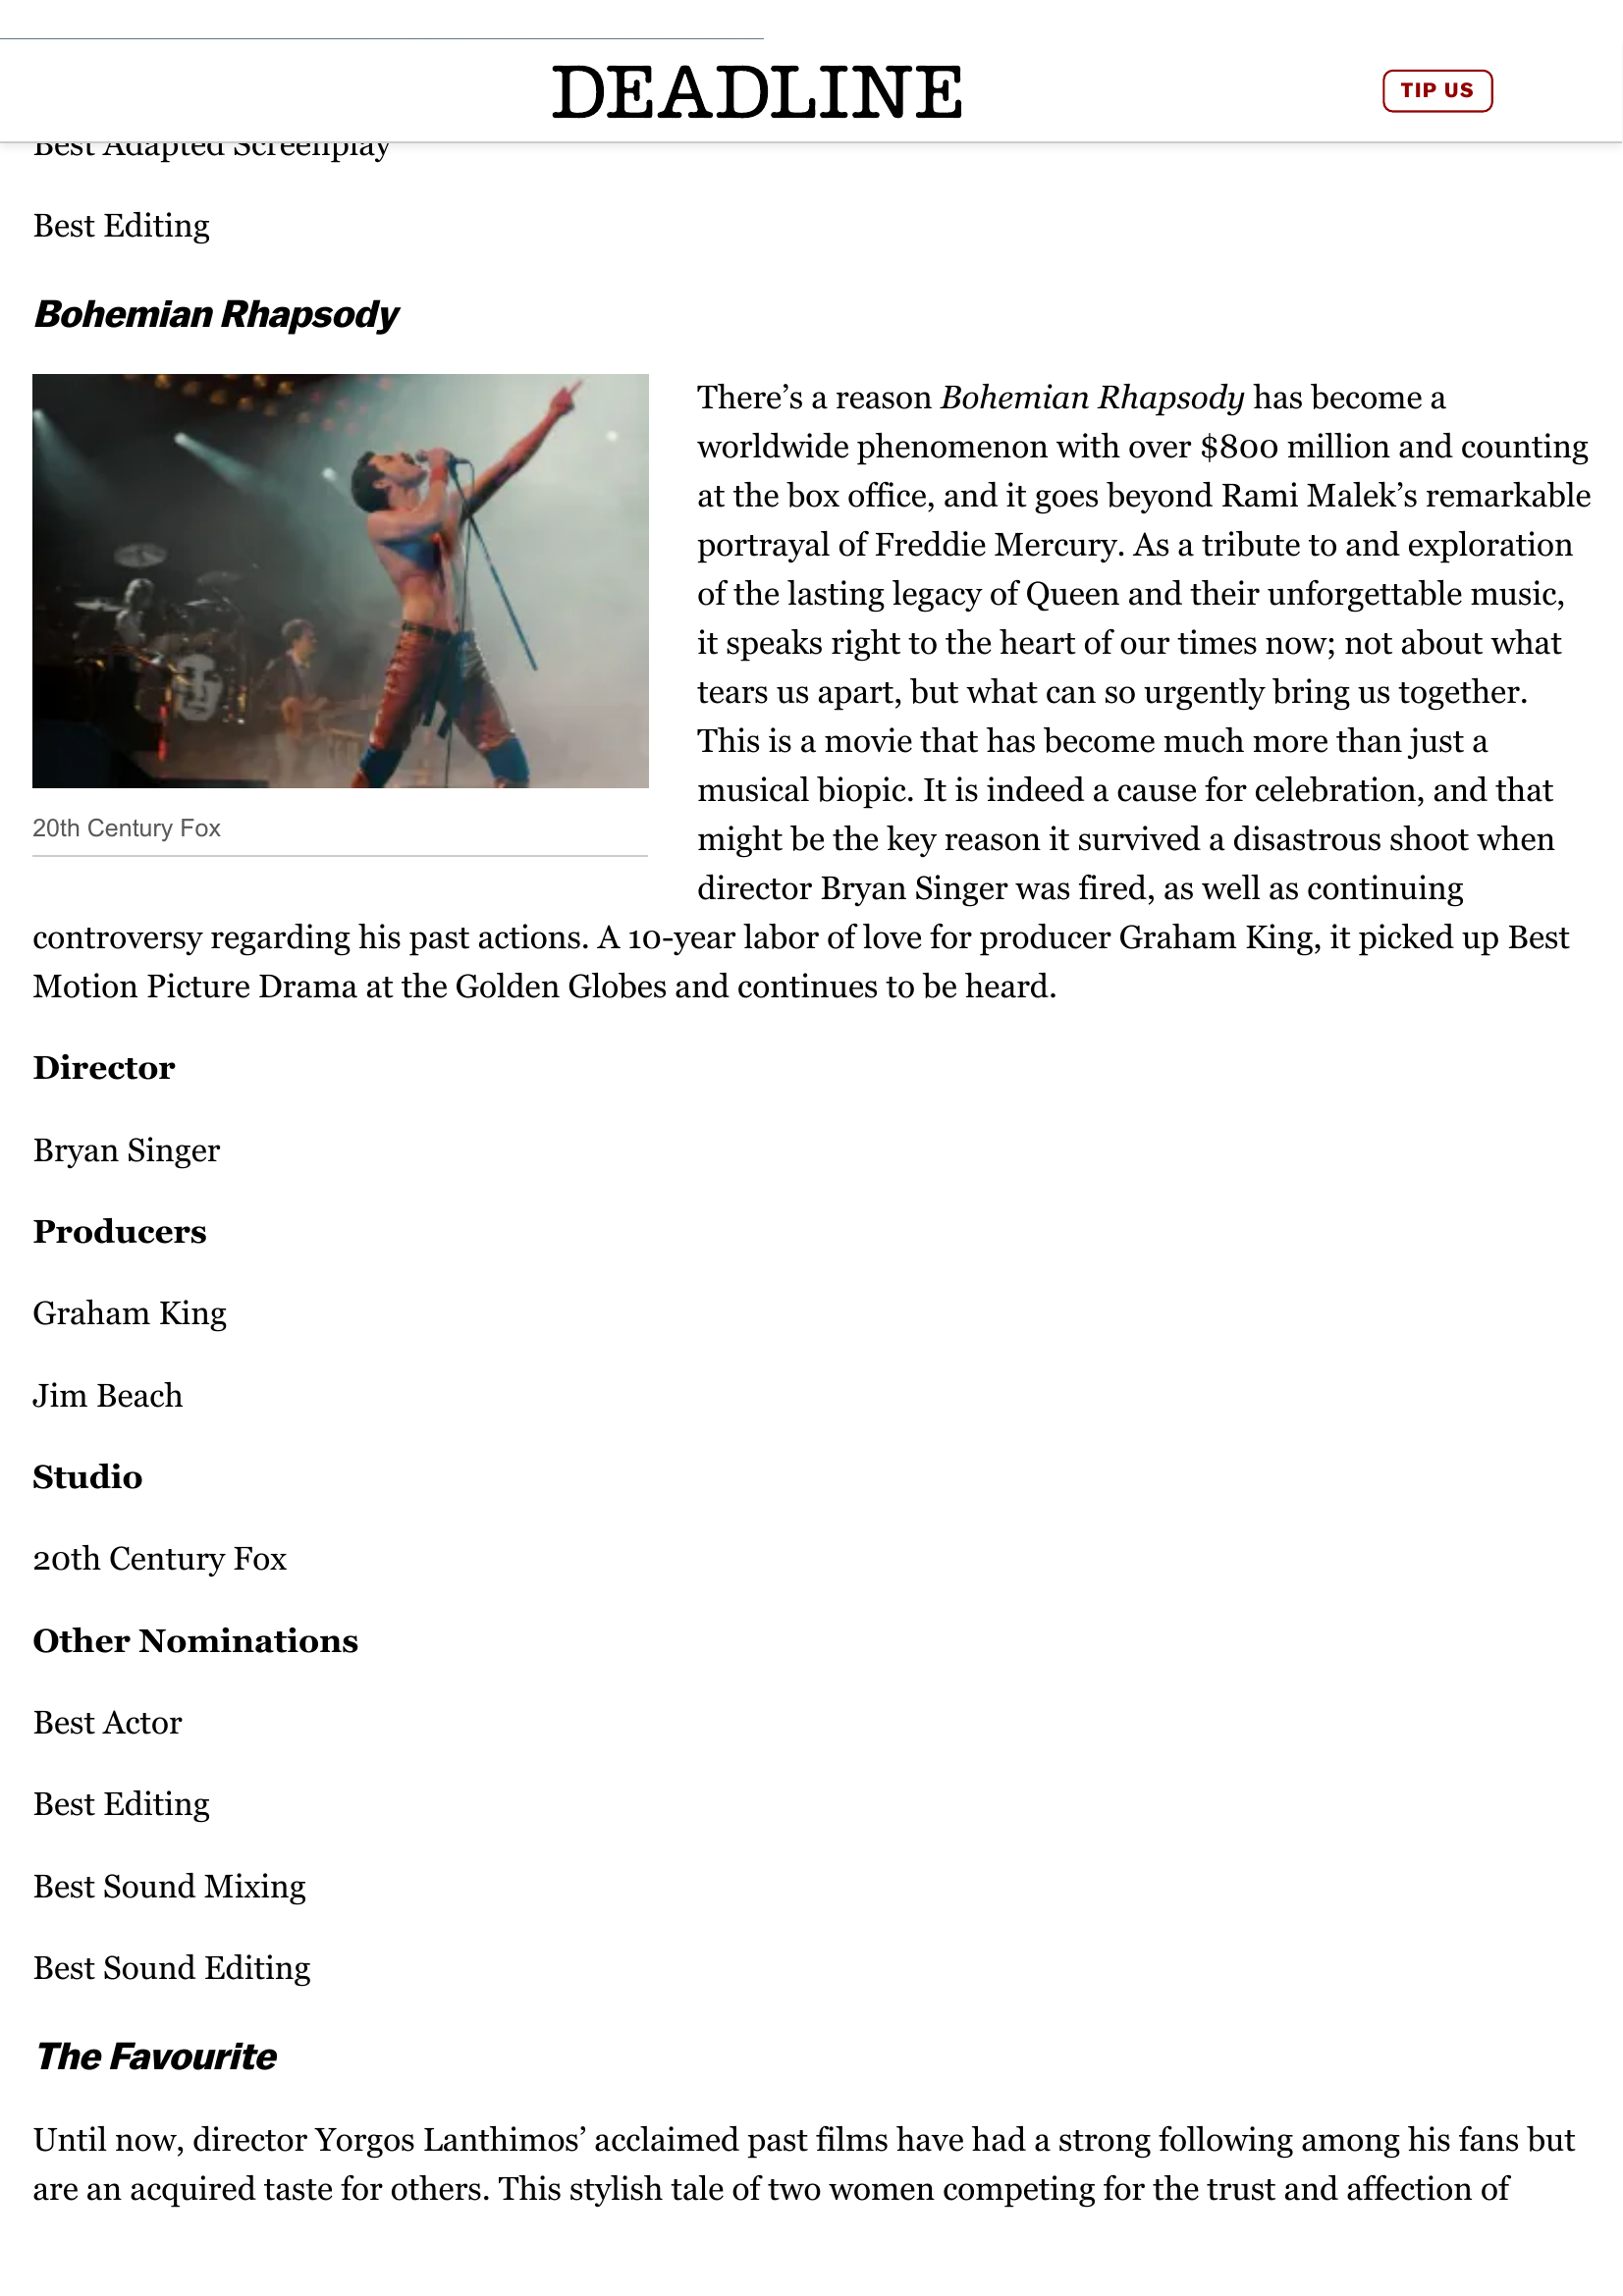 DEADLINE
TIP US
Best Adapted Screenplay
Best Editing
Bohemian Rhapsody
There’s a reason Bohemian Rhapsody has become a
worldwide phenomenon with over $800 million and counting
at the box office, and it goes beyond Rami Malek’s remarkable
portrayal of Freddie Mercury. As a tribute to and exploration
of the lasting legacy of Queen and their unforgettable music,
it speaks right to the heart of our times now; not about what
tears us apart, but what can so urgently bring us together.
This is a movie that has become much more than just a
musical biopic. It is indeed a cause for celebration, and that
might be the key reason it survived a disastrous shoot when
director Bryan Singer was fired, as well as continuing
20th Century Fox
controversy regarding his past actions. A 10-year labor of love for producer Graham King, it picked up Best
Motion Picture Drama at the Golden Globes and continues to be heard.
Director
Bryan Singer
Producers
Graham King
Jim Beach
Studio
20th Century Fox
Other Nominations
Best Actor
Best Editing
Best Sound Mixing
Best Sound Editing
The Favourite
Until now, director Yorgos Lanthimos’ acclaimed past films have had a strong following among his fans but
are an acquired taste for others. This stylish tale of two women competing for the trust and affection of